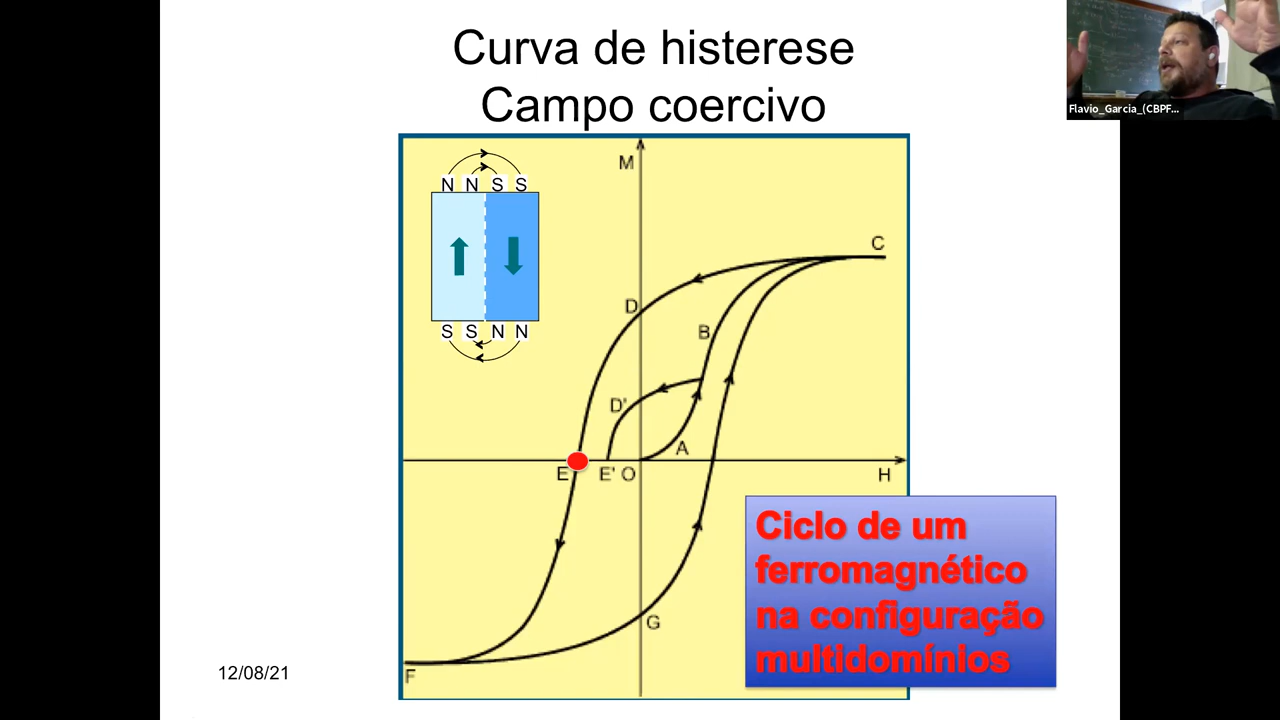 Curva de histerese
Campo coercivo
Flavio_Garcia_(CBPF...
M
N N S S
C
D
B
S S N N
D'
A
E E' O H
Ciclo de um
ferromagnético
na configuração
multidomínios
G
12/08/21
F